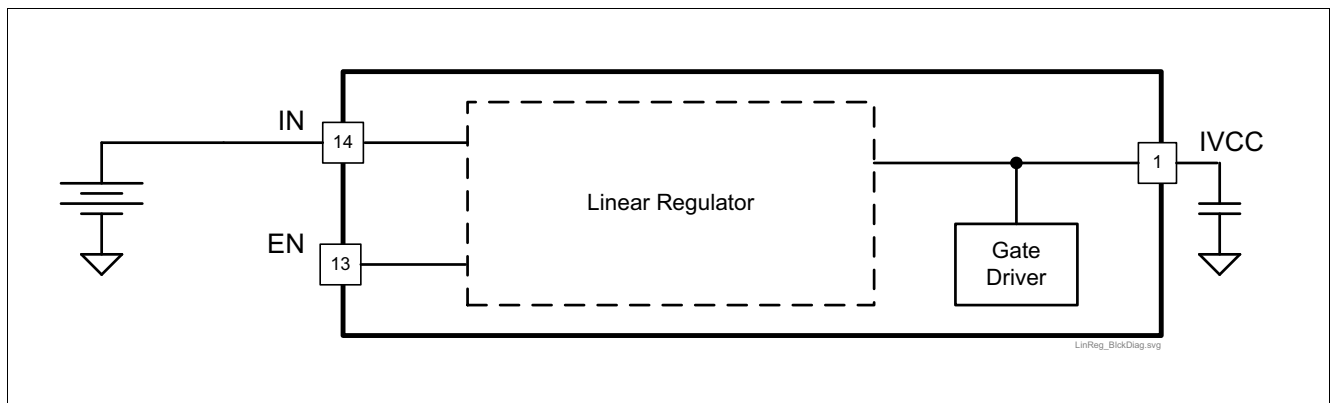 IN
14
Linear Regulator
1
IVCC
EN
13
Gate
Driver
LinReg_BlckDiag.svg